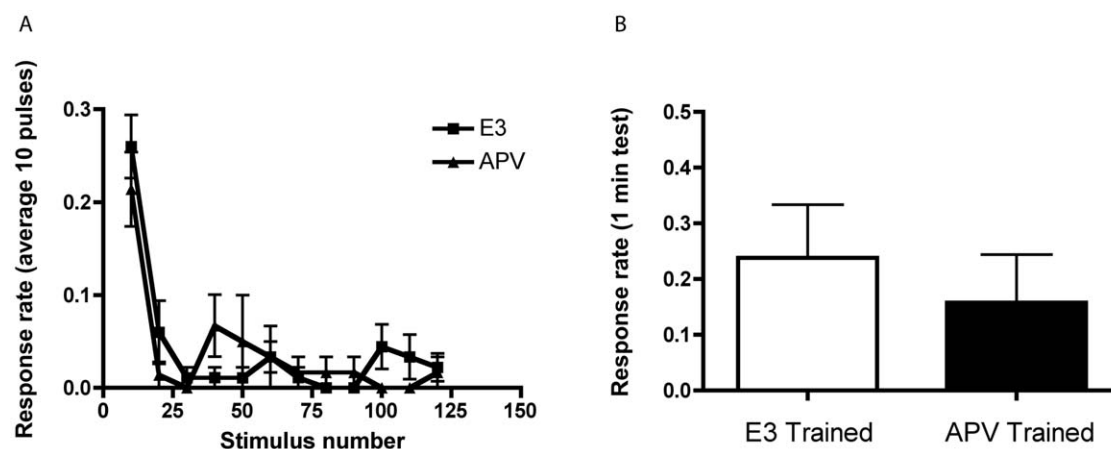 A
Response rate (average 10 pulses)
0.3
0.2
0.1
0.0
0
25
50
75
100
125
150
Stimulus number
E3
APV
B
Response rate (1 min test)
0.5
0.4
0.3
0.2
0.1
0.0
E3 Trained
APV Trained